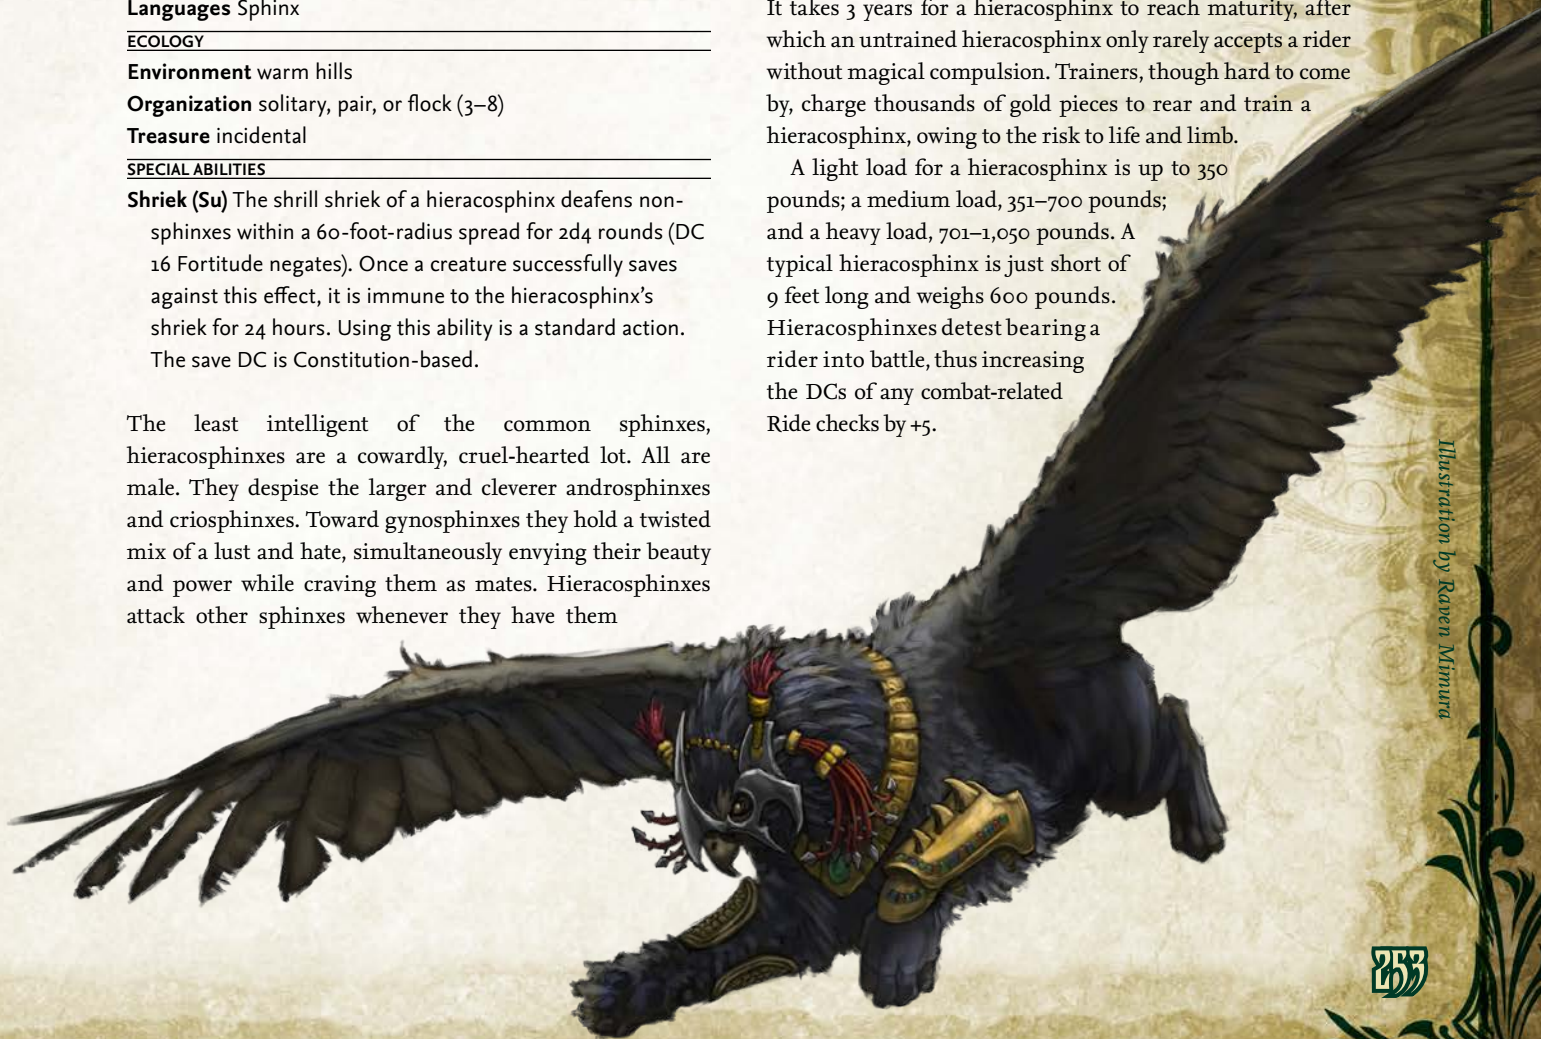 Languages Sphinx
ECOLOGY
Environment warm hills
Organization solitary, pair, or flock (3–8)
Treasure incidental
SPECIAL ABILITIES
Shriek (Su) The shrill shriek of a hieracosphinx deafens non-
sphinxes within a 60-foot-radius spread for 2d4 rounds (DC
16 Fortitude negates). Once a creature successfully saves
against this effect, it is immune to the hieracosphinx’s
shriek for 24 hours. Using this ability is a standard action.
The save DC is Constitution-based.
The least intelligent of the common sphinxes,
hieracosphinxes are a cowardly, cruel-hearted lot. All are
male. They despise the larger and cleverer androsphinxes
and criosphinxes. Toward gynosphinxes they hold a twisted
mix of a lust and hate, simultaneously envying their beauty
and power while craving them as mates. Hieracosphinxes
attack other sphinxes whenever they have them
It takes 3 years for a hieracosphinx to reach maturity, after
which an untrained hieracosphinx only rarely accepts a rider
without magical compulsion. Trainers, though hard to come
by, charge thousands of gold pieces to rear and train a
hieracosphinx, owing to the risk to life and limb.
A light load for a hieracosphinx is up to 350
pounds; a medium load, 351–700 pounds;
and a heavy load, 701–1,050 pounds. A
typical hieracosphinx is just short of
9 feet long and weighs 600 pounds.
Hieracosphinxes detest bearing a
rider into battle, thus increasing
the DCs of any combat-related
Ride checks by +5.
Illustration by Raven Mimura
253